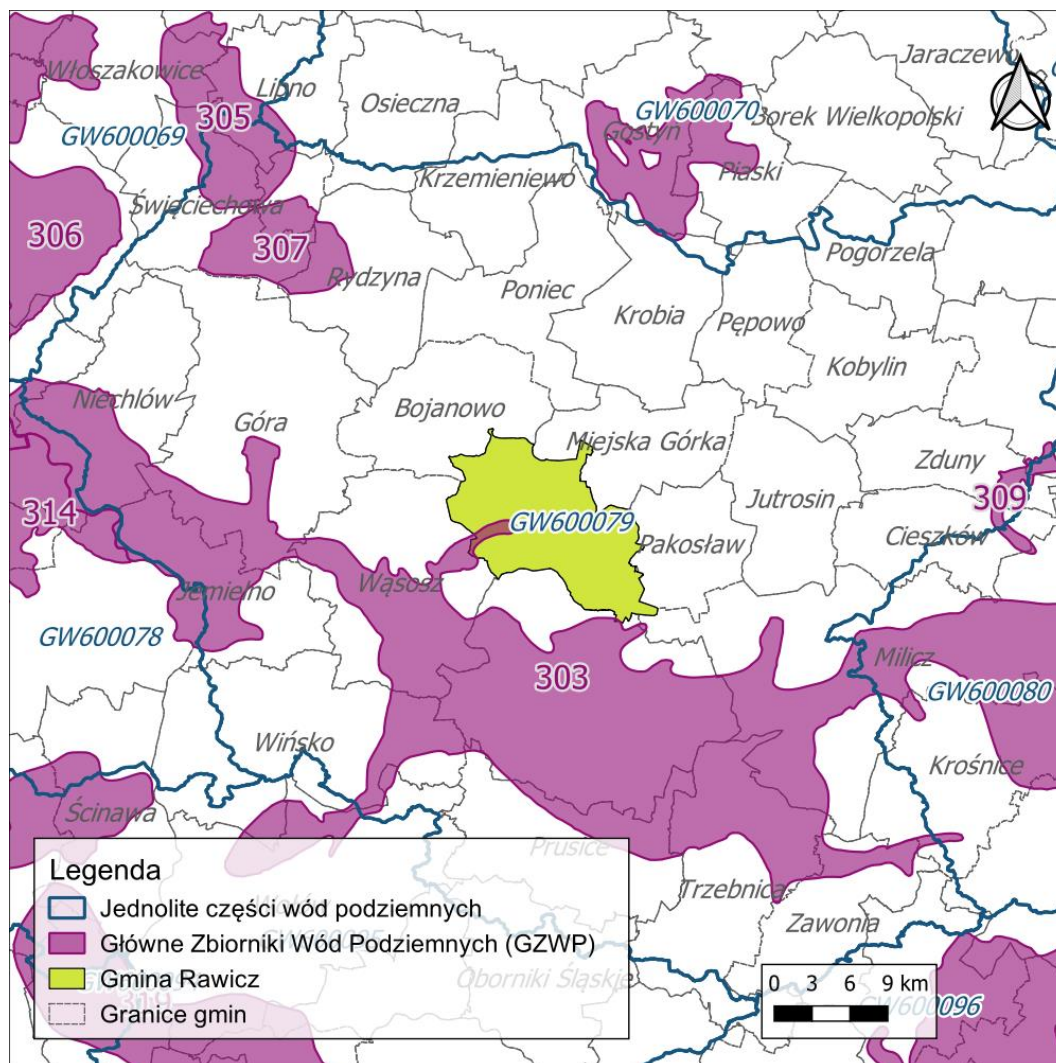 Jaraczewo
Włoszakowice
Lipno
Osieczna
305
GW600069
GW600070
Borek Wielkopolski
Gostyń
Piaski
Krzemieniewo
Święciechowa
306
307
Rydzyna
Pogorzela
Poniec
Krobia
Pępowo
Kobylin
Niechlów
Góra
Bojanowo
Miejska Górka
Zduny
Jutrosin
309
314
GW600079
Cieszków
Pakosław
Wąsosz
Jemielno
GW600078
303
Milicz
GW600080
Wińsko
Krośnice
Ścinawa
Prusice
Trzebnica
Zawonia
Wołów
Oborniki Śląskie
319
GW600096
Legenda
Jednolite części wód podziemnych
Główne Zbiorniki Wód Podziemnych (GZWP)
Gmina Rawicz
Granice gmin
0 3 6 9 km